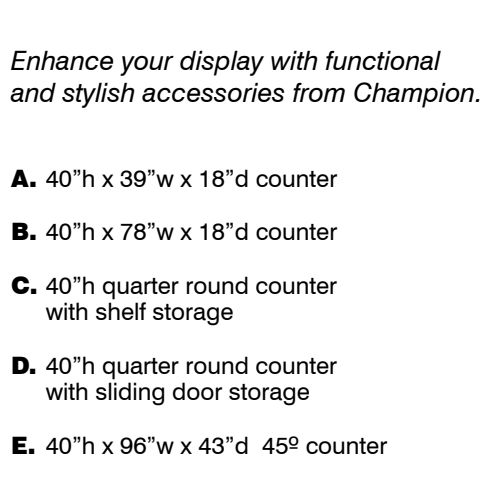 Enhance your display with functional
and stylish accessories from Champion.
A. 40”h x 39”w x 18”d counter
B. 40”h x 78”w x 18”d counter
C. 40”h quarter round counter
with shelf storage
D. 40”h quarter round counter
with sliding door storage
E. 40”h x 96”w x 43”d  45º counter